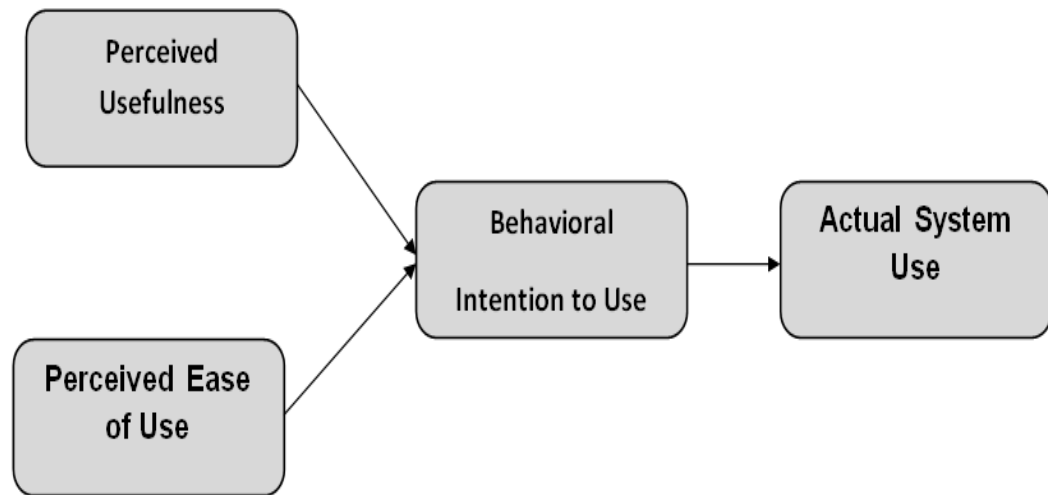 Perceived
Usefulness
Behavioral
Intention to Use
Actual System
Use
Perceived Ease
of Use